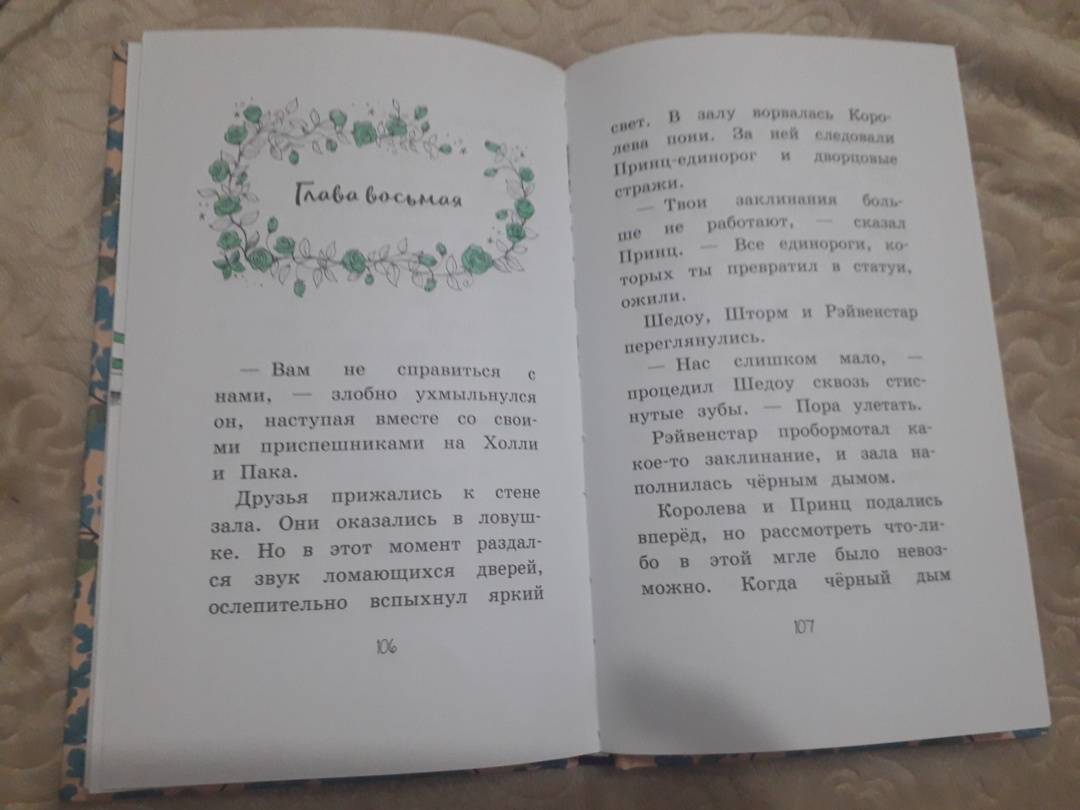 Глава восьмая
— Вам не справиться с
нами, — злобно ухмыльнулся
он, наступая вместе со свои-
ми приспешниками на Холли
и Пака.
Друзья прижались к стене
зала. Они оказались в ловуш-
ке. Но в этот момент раздал-
ся звук ломающихся дверей,
ослепительно вспыхнул яркий
106
свет. В залу ворвалась Коро-
лева пони. За ней следовали
Принц-единорог и дворцовые
стражи.
— Твои заклинания боль-
ше не работают, — сказал
Принц. — Все единороги, ко-
торых ты превратил в статуи,
ожили.
Шедоу, Шторм и Рэйвенстар
переглянулись.
— Нас слишком мало, —
процедил Шедоу сквозь стис-
нутые зубы. — Пора улетать.
Рэйвенстар пробормотал ка-
кое-то заклинание, и зала на-
полнилась чёрным дымом.
Королева и Принц подались
вперёд, но рассмотреть что-ли-
бо в этой мгле было невоз-
можно. Когда чёрный дым
107